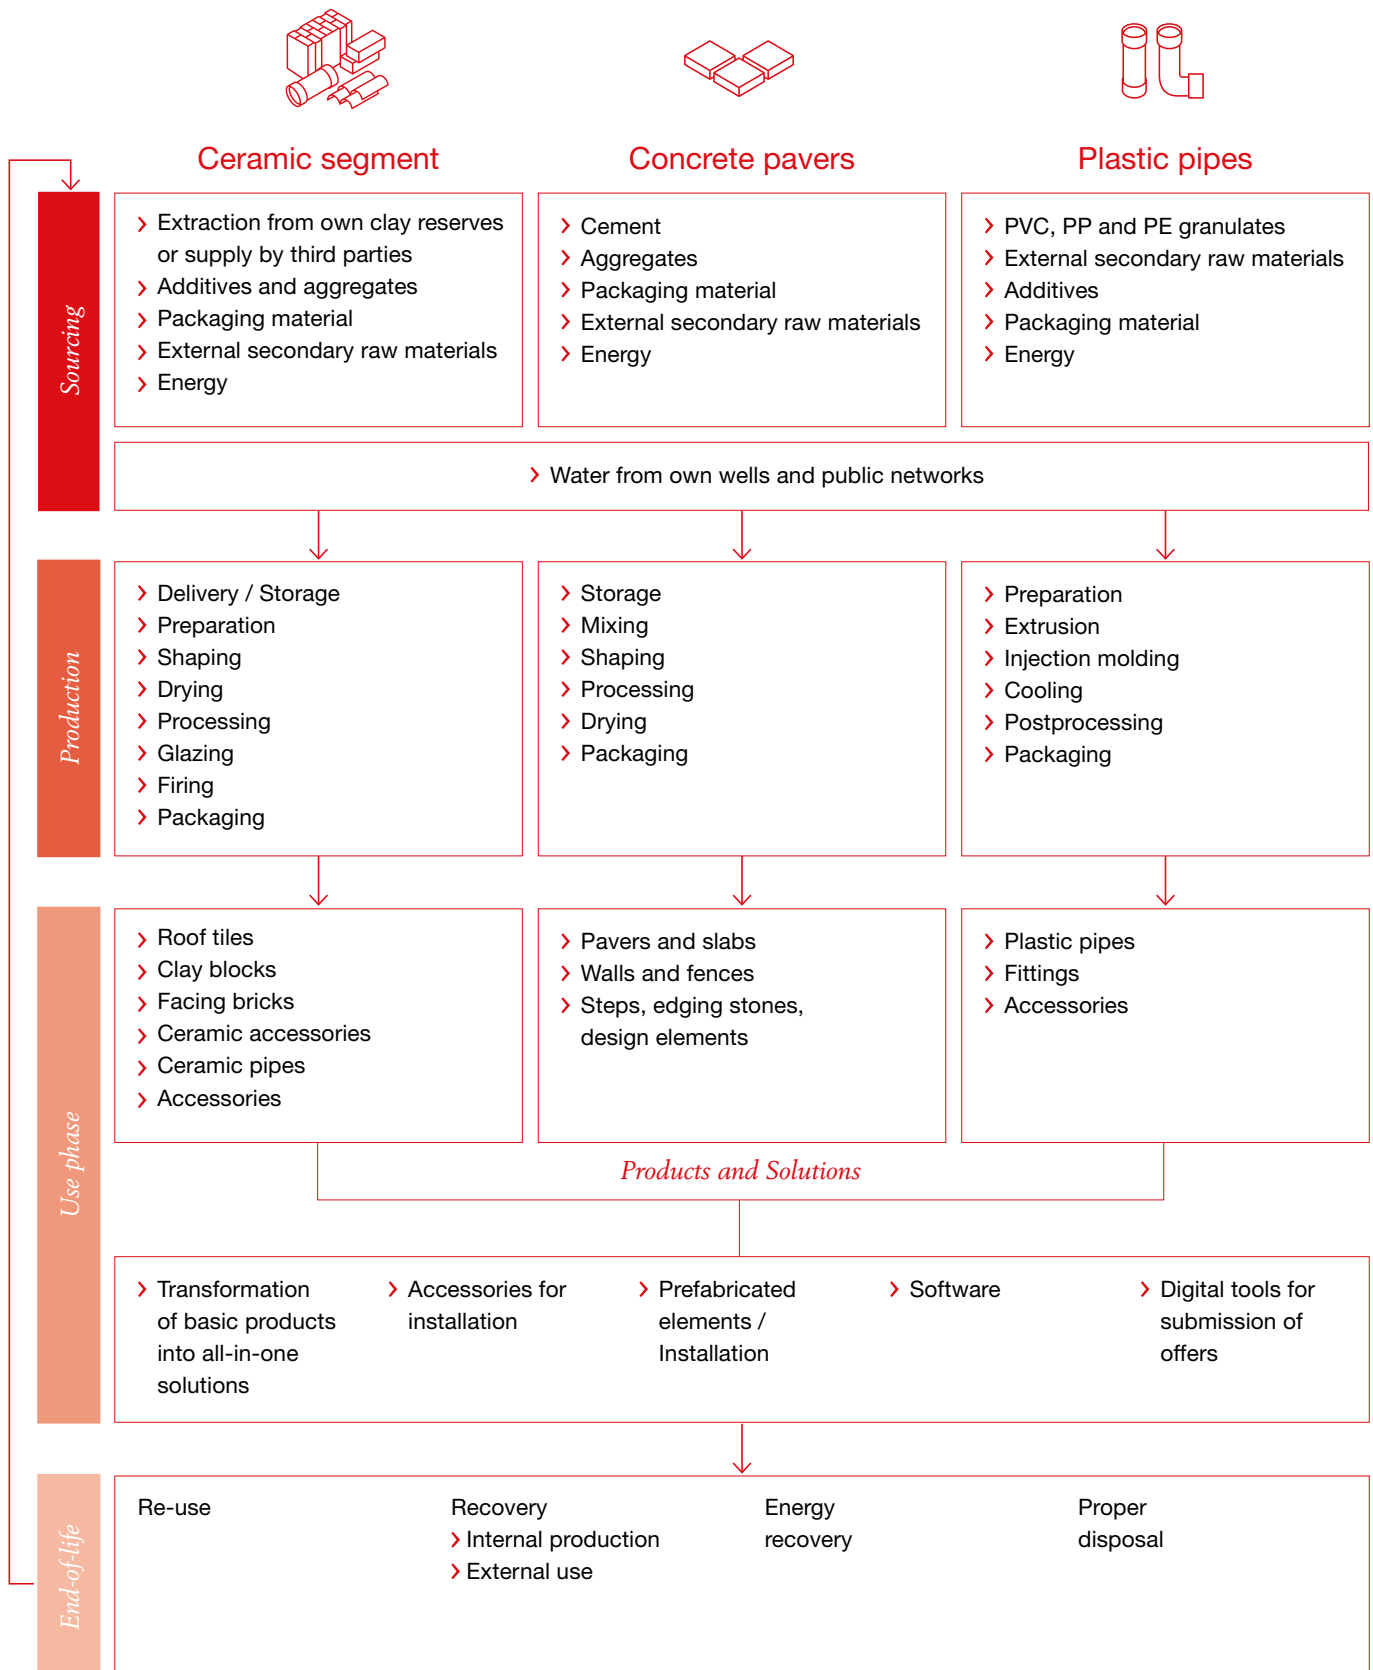 Ceramic segment
Concrete pavers
Plastic pipes
Sourcing
Extraction from own clay reserves
or supply by third parties
Additives and aggregates
Packaging material
External secondary raw materials
Energy
Cement
Aggregates
Packaging material
External secondary raw materials
Energy
PVC, PP and PE granulates
External secondary raw materials
Additives
Packaging material
Energy
Water from own wells and public networks
Production
Delivery / Storage
Preparation
Shaping
Drying
Processing
Glazing
Firing
Packaging
Storage
Mixing
Shaping
Processing
Drying
Packaging
Preparation
Extrusion
Injection molding
Cooling
Postprocessing
Packaging
Use phase
Roof tiles
Clay blocks
Facing bricks
Ceramic accessories
Ceramic pipes
Accessories
Pavers and slabs
Walls and fences
Steps, edging stones,
design elements
Plastic pipes
Fittings
Accessories
Products and Solutions
Transformation
of basic products
into all-in-one
solutions
Accessories for
installation
Prefabricated
elements /
Installation
Software
Digital tools for
submission of
offers
End-of-life
Re-use
Recovery
Internal production
External use
Energy
recovery
Proper
disposal